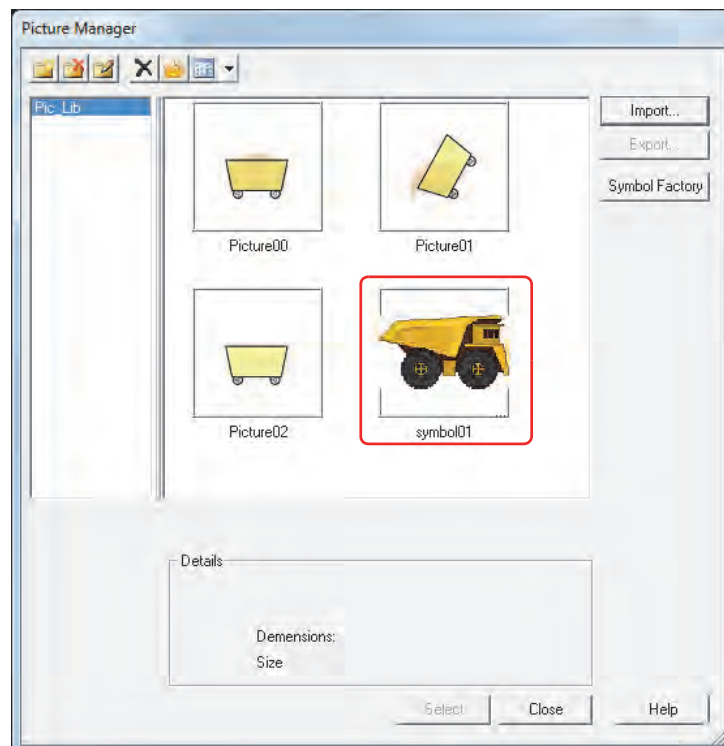 Picture Manager
Pic_Lib
Import...
Export...
Symbol Factory
Picture00
Picture01
Picture02
symbol01
...
Details
Demensions:
Size
Select
Close
Help